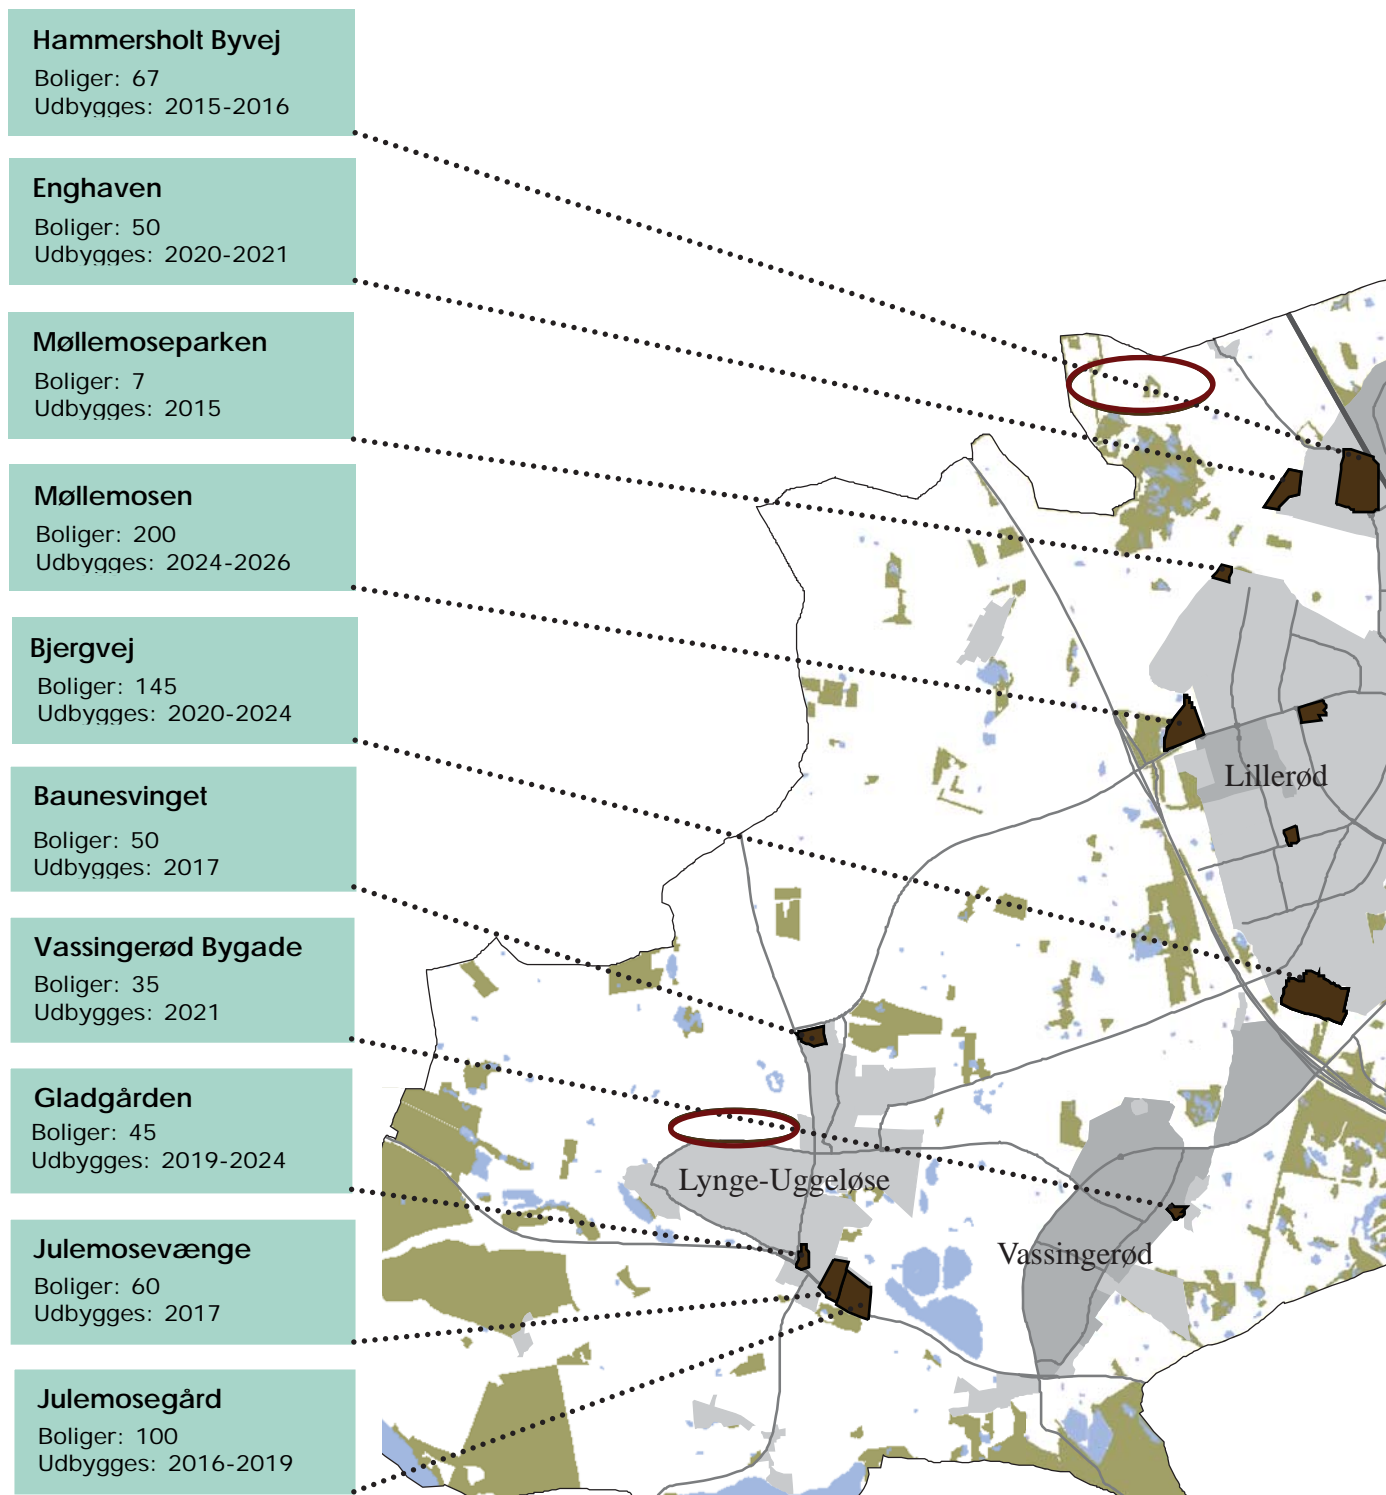 Hammersholt Byvej
Boliger: 67
Udbygges: 2015-2016
Enghaven
Boliger: 50
Udbygges: 2020-2021
Møllemoseparken
Boliger: 7
Udbygges: 2015
Møllemosen
Boliger: 200
Udbygges: 2024-2026
Bjergvej
Boliger: 145
Udbygges: 2020-2024
Baunesvinget
Boliger: 50
Udbygges: 2017
Vassingerød Bygade
Boliger: 35
Udbygges: 2021
Gladgården
Boliger: 45
Udbygges: 2019-2024
Julemosevænge
Boliger: 60
Udbygges: 2017
Julemosegård
Boliger: 100
Udbygges: 2016-2019
Lillerød
Lynge-Uggeløse
Vassingerød